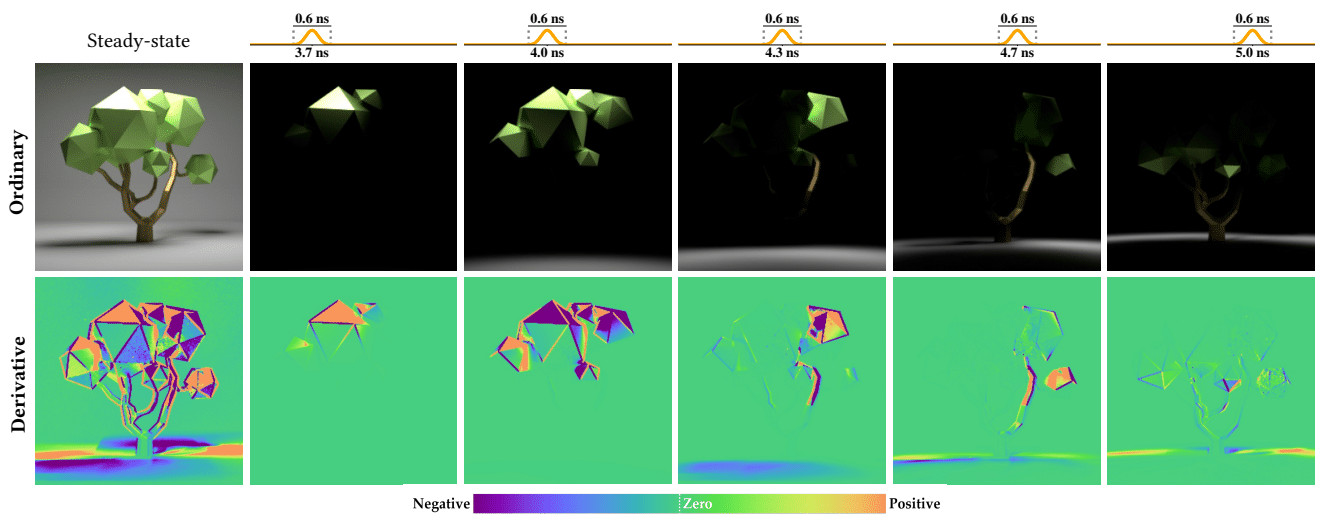 0.6 ns 0.6 ns 0.6 ns 0.6 ns 0.6 ns
Steady-state
3.7 ns 4.0 ns 4.3 ns 4.7 ns 5.0 ns
Ordinary
Derivative
Negative Zero Positive